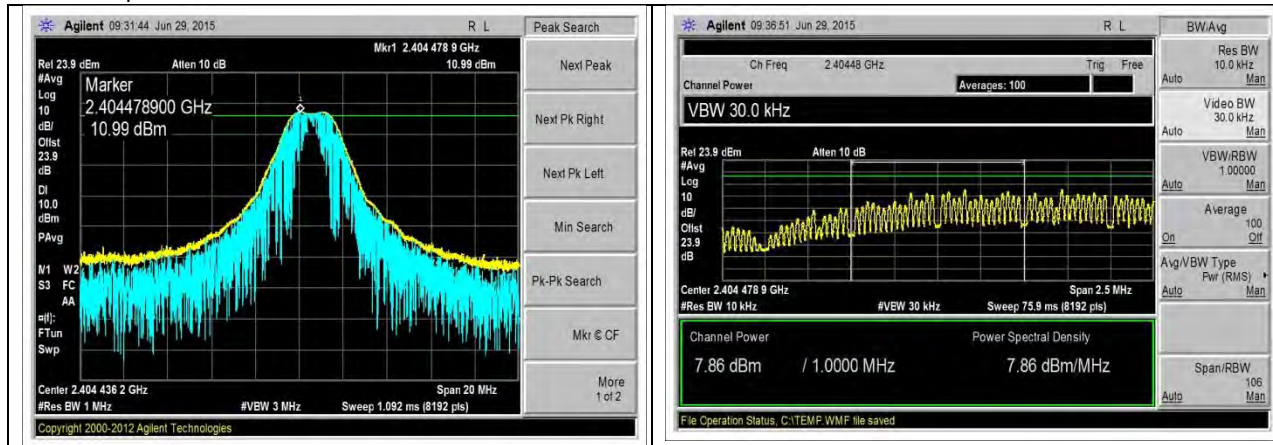 Agilent 09:31:44 Jun 29, 2015 R L
Peak Search
Mkr1 2.404 478 9 GHz
Ref 23.9 dBm Atten 10 dB 10.99 dBm
#Avg
Log
10
dB/
Offst
23.9
dB
DI
10.0
dBm
PAvg
M1 W2
S3 FC
AA
¤(f):
FTun
Swp
Marker
2.404478900 GHz
10.99 dBm
1
Center 2.404 436 2 GHz Span 20 MHz
#Res BW 1 MHz #VBW 3 MHz Sweep 1.092 ms (8192 pts)
Copyright 2000-2012 Agilent Technologies
Next Peak
Next Pk Right
Next Pk Left
Min Search
Pk-Pk Search
Mkr © CF
More
1 of 2
Agilent 09:36:51 Jun 29, 2015 R L
BW/Avg
Ch Freq 2.40448 GHz Trig Free
Channel Power Averages: 100
VBW 30.0 kHz
Ref 23.9 dBm Atten 10 dB
#Avg
Log
10
dB/
Offst
23.9
dB
Center 2.404 478 9 GHz Span 2.5 MHz
#Res BW 10 kHz #VBW 30 kHz Sweep 75.9 ms (8192 pts)
Channel Power Power Spectral Density
7.86 dBm / 1.0000 MHz 7.86 dBm/MHz
File Operation Status, C:\TEMP.WMF file saved
Res BW
10.0 kHz
Auto Man
Video BW
30.0 kHz
Auto Man
VBW/RBW
1.00000
Auto Man
Average
100
On Off
Avg/VBW Type
Pwr (RMS)
Auto Man
Span/RBW
106
Auto Man